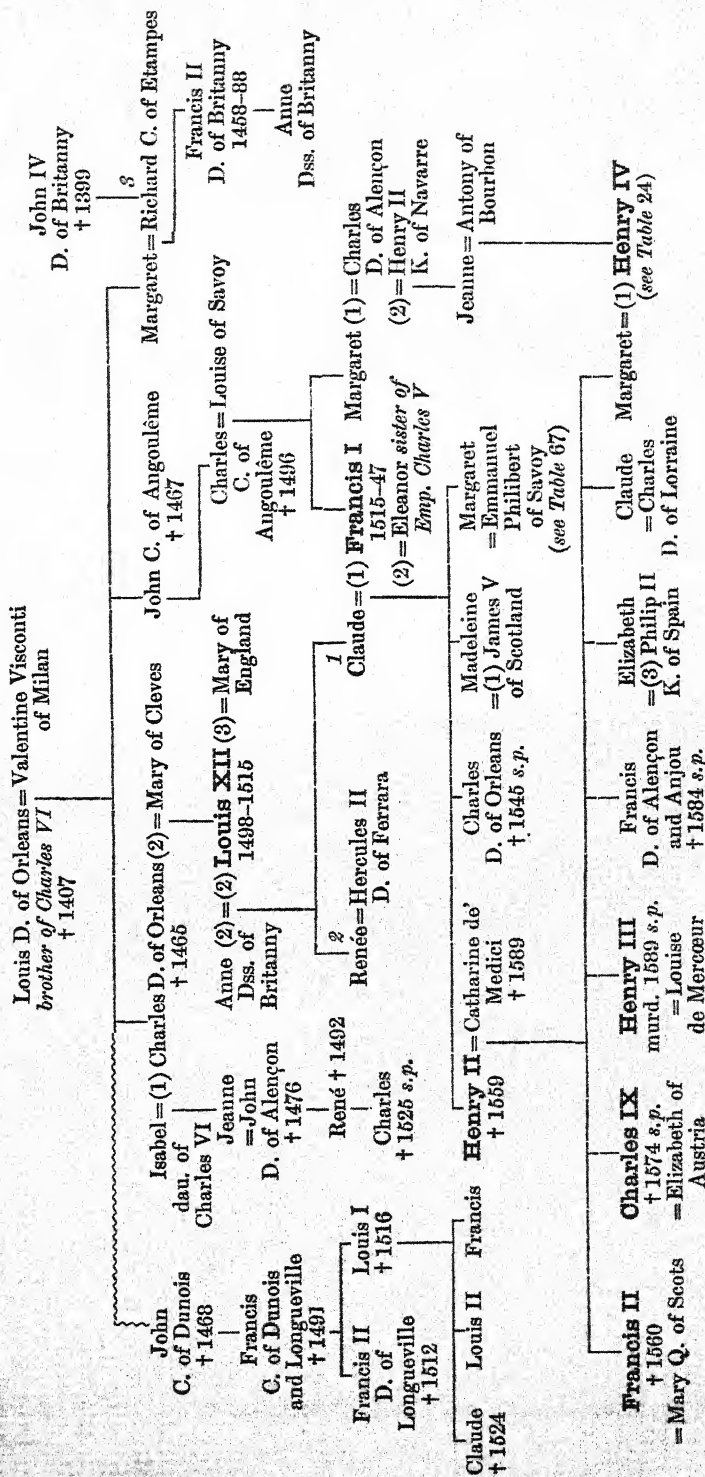 Louis D. of Orleans = Valentine Visconti
brother of Charles VI of Milan
† 1407
John IV
D. of Britanny
† 1399
3
John
C. of Dunois
† 1468
Isabel = (1) Charles D. of Orleans (2) = Mary of Cleves
dau. of
Charles VI
† 1465
John C. of Angoulême
† 1467
Margaret = Richard C. of Etampes
Francis
C. of Dunois
and Longueville
† 1491
Jeanne
= John
D. of Alençon
† 1476
Anne (2) = (2) Louis XII (3) = Mary of
Dss. of
Britanny
1498–1515
England
Charles = Louise of Savoy
C. of
Angoulême
† 1496
Francis II
D. of Britanny
1458–88
Anne
Dss. of Britanny
Francis II
D. of
Longueville
† 1512
Louis I
† 1516
René † 1492
Charles
† 1525 s.p.
2
Renée = Hercules II
D. of Ferrara
1
Claude = (1) Francis I
1515–47
(2) = Eleanor sister of
Emp. Charles V
Margaret (1) = Charles
D. of Alençon
(2) = Henry II
K. of Navarre
Claude
† 1524
Louis II
Francis
Henry II = Catharine de'
† 1559
Medici
† 1589
Charles
D. of Orleans
† 1545 s.p.
Madeleine
= (1) James V
of Scotland
Margaret
= Emmanuel
Philibert
of Savoy
(see Table 67)
Jeanne = Antony of
Bourbon
Francis II
† 1560
= Mary Q. of Scots
Charles IX
† 1574 s.p.
= Elizabeth of
Austria
Henry III
murd. 1589 s.p.
= Louise
de Mercœur
Francis
D. of Alençon
and Anjou
† 1584 s.p.
Elizabeth
= (3) Philip II
K. of Spain
Claude
= Charles
D. of Lorraine
Margaret = (1) Henry IV
(see Table 24)